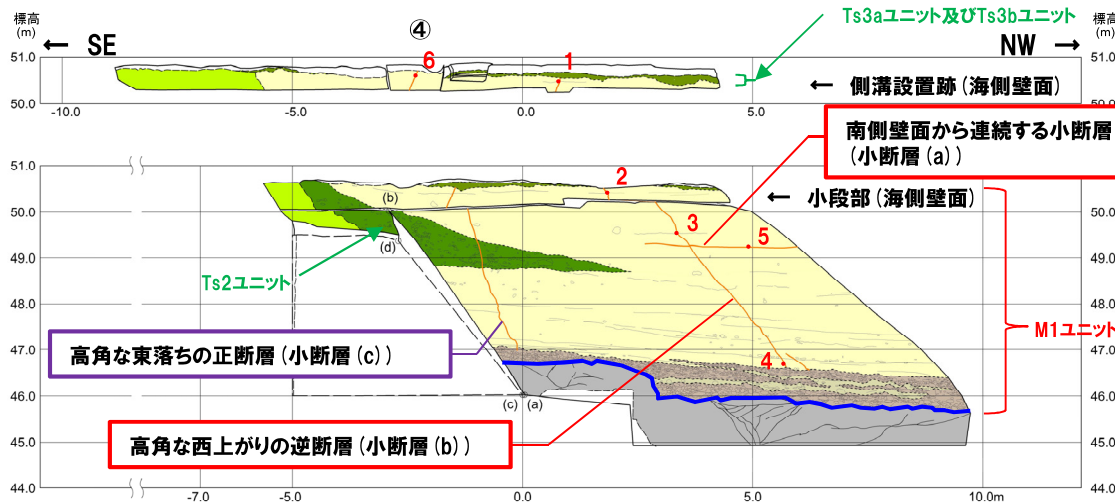 標高
(m)
← SE
④
Ts3aユニット及びTs3bユニット
NW →
標高
(m)
51.0
50.0
6
1
51.0
50.0
← 側溝設置跡(海側壁面)
-10.0
-5.0
0.0
5.0
南側壁面から連続する小断層
(小断層(a))
51.0
50.0
49.0
48.0
47.0
46.0
45.0
44.0
2
← 小段部(海側壁面)
(b)
3
5
(d)
Ts2ユニット
高角な東落ちの正断層(小断層(c))
4
M1ユニット
(c)
(a)
高角な西上がりの逆断層(小断層(b))
50.0
49.0
48.0
47.0
46.0
45.0
44.0
-7.0
-5.0
0.0
5.0
10.0m